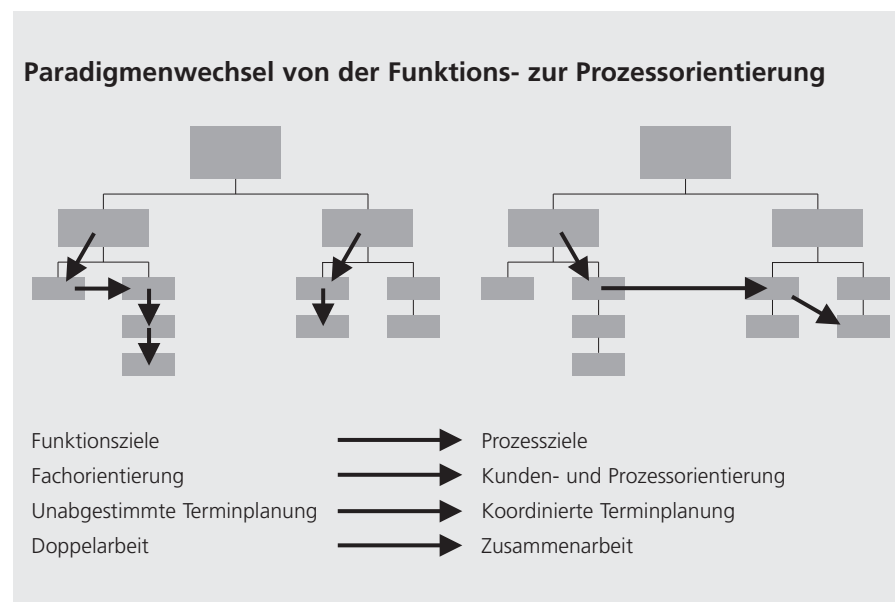 Paradigmenwechsel von der Funktions- zur Prozessorientierung
Funktionsziele Prozessziele
Fachorientierung Kunden- und Prozessorientierung
Unabgestimmte Terminplanung Koordinierte Terminplanung
Doppelarbeit Zusammenarbeit